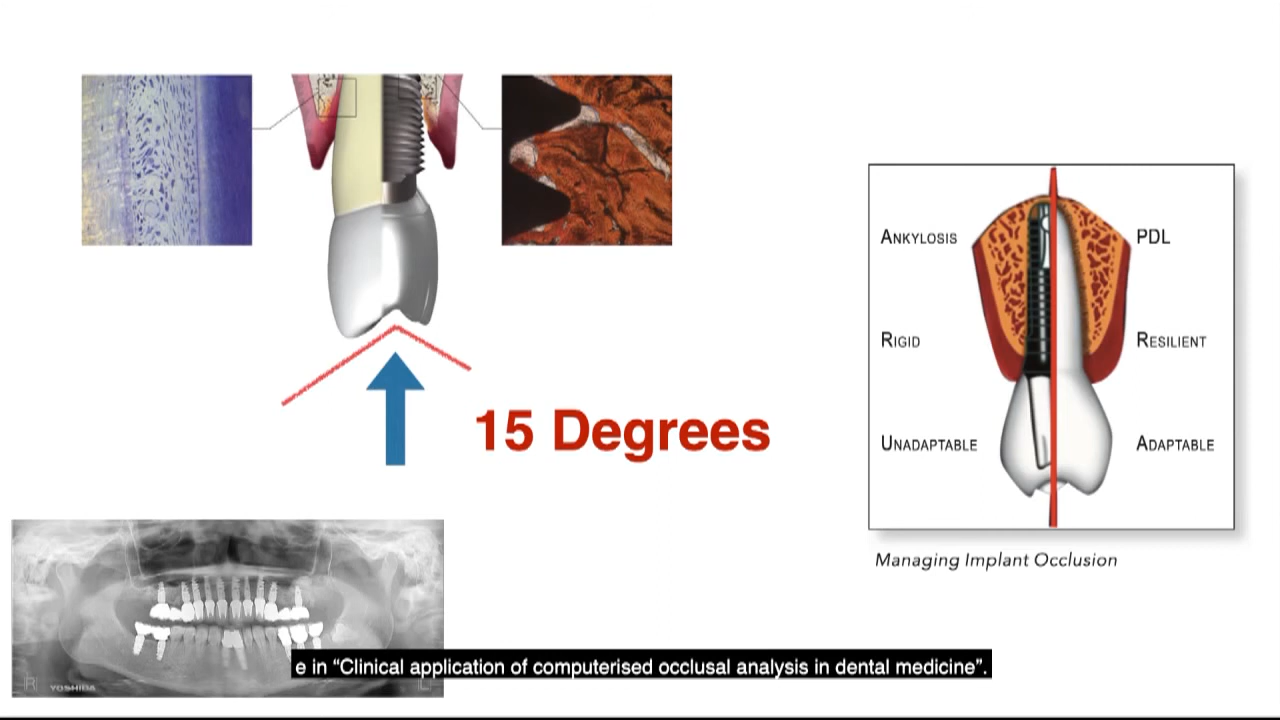 ANKYLOSIS
PDL
RIGID
RESILIENT
15 Degrees
UNADAPTABLE
ADAPTABLE
Managing Implant Occlusion
e in “Clinical application of computerised occlusal analysis in dental medicine”.
R
YOSHIDA
L